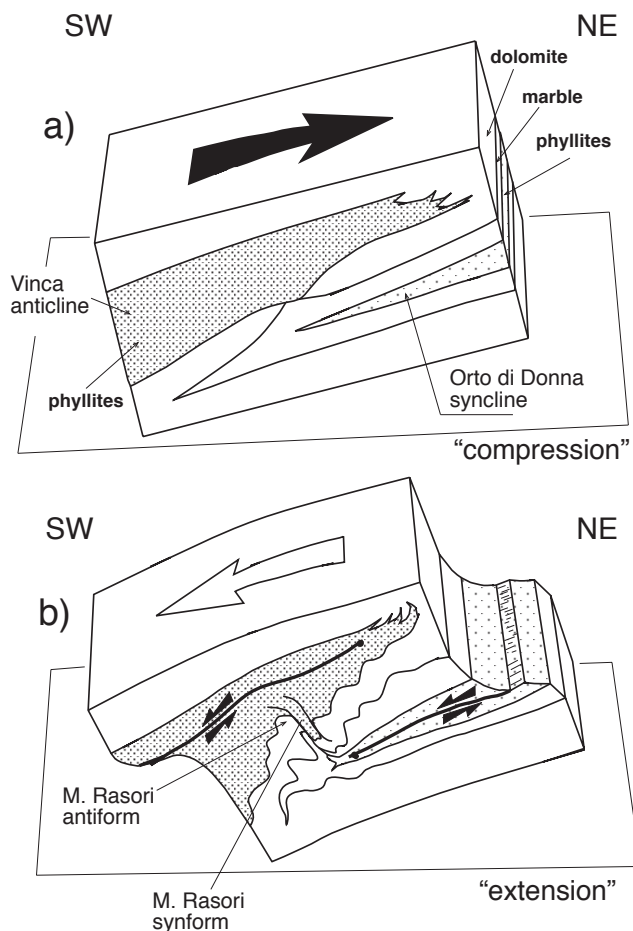 SW
NE
dolomite
marble
phyllites
a)
Vinca
anticline
phyllites
Orto di Donna
syncline
“compression”
SW
NE
b)
M. Rasori
antiform
M. Rasori
synform
“extension”